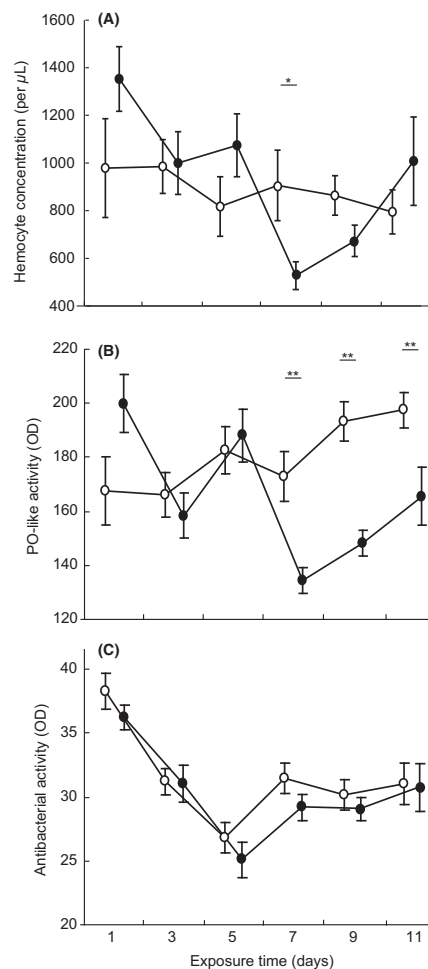 (A)
1600
1400
1200
1000
800
600
400
Hemocyte concentration (per µL)
*
(B)
220
200
180
160
140
120
PO-like activity (OD)
**
**
**
(C)
40
35
30
25
20
Antibacterial activity (OD)
1 3 5 7 9 11
Exposure time (days)